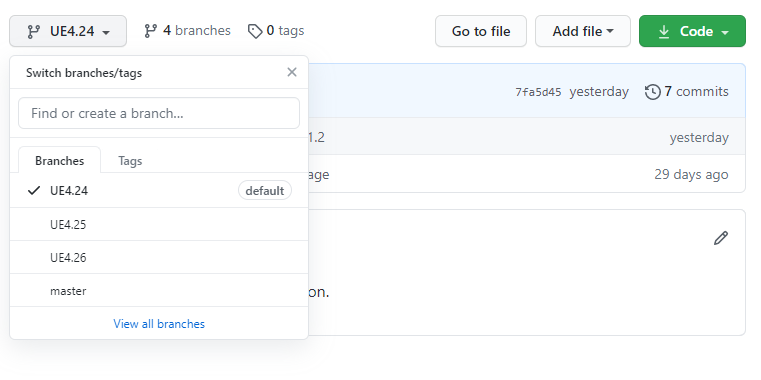 UE4.24 4 branches 0 tags Go to file Add file Code
Switch branches/tags
Find or create a branch...
7fa5d45 yesterday 7 commits
1.2 yesterday
Branches Tags
age 29 days ago
UE4.24 default
UE4.25
UE4.26
master
on.
View all branches